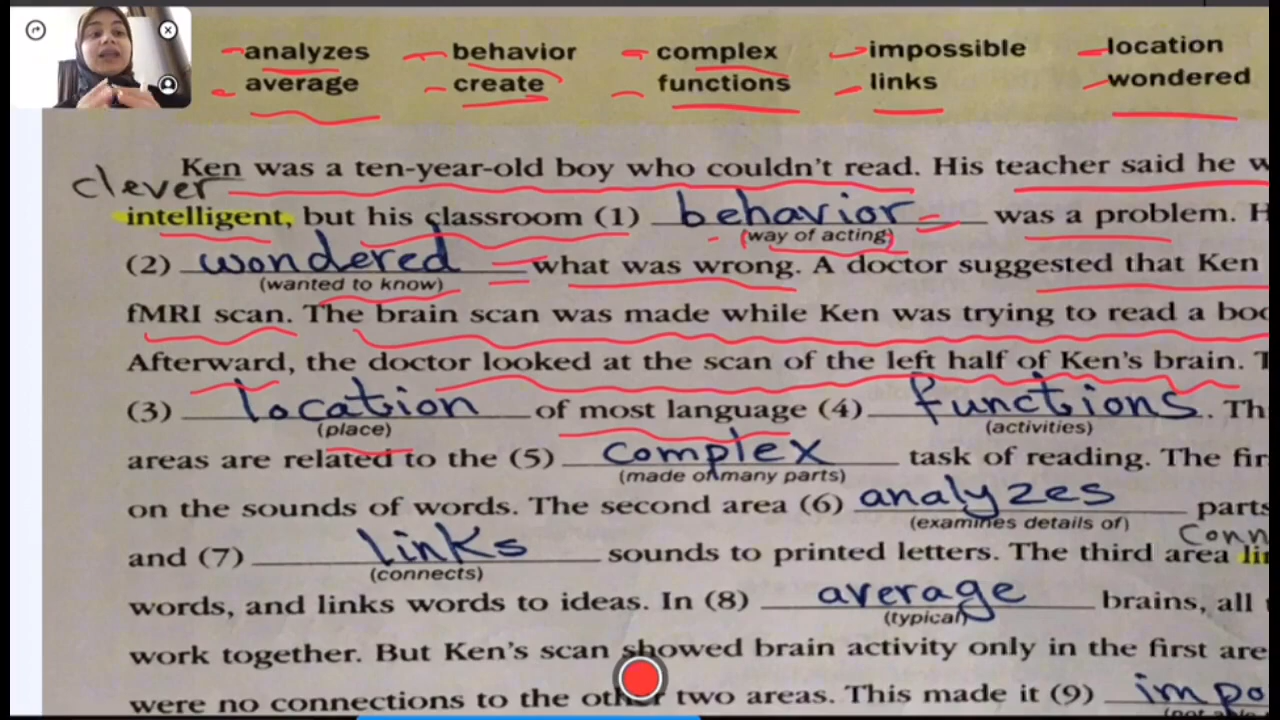 analyzes behavior complex impossible location
average create functions links wondered
Ken was a ten-year-old boy who couldn't read. His teacher said he
clever
intelligent, but his classroom (1) behavior was a problem.
(way of acting)
(2) wondered what was wrong. A doctor suggested that Ken
(wanted to know)
fMRI scan. The brain scan was made while Ken was trying to read a
Afterward, the doctor looked at the scan of the left half of Ken's brain.
(3) location of most language (4) functions.
(place) (activities)
areas are related to the (5) complex task of reading. The
(made of many parts)
on the sounds of words. The second area (6) analyzes parts
(examines details of)
Conn
and (7) links sounds to printed letters. The third area
(connects)
words, and links words to ideas. In (8) average brains, all
(typical)
work together. But Ken's scan showed brain activity only in the first
were no connections to the other two areas. This made it (9) impo